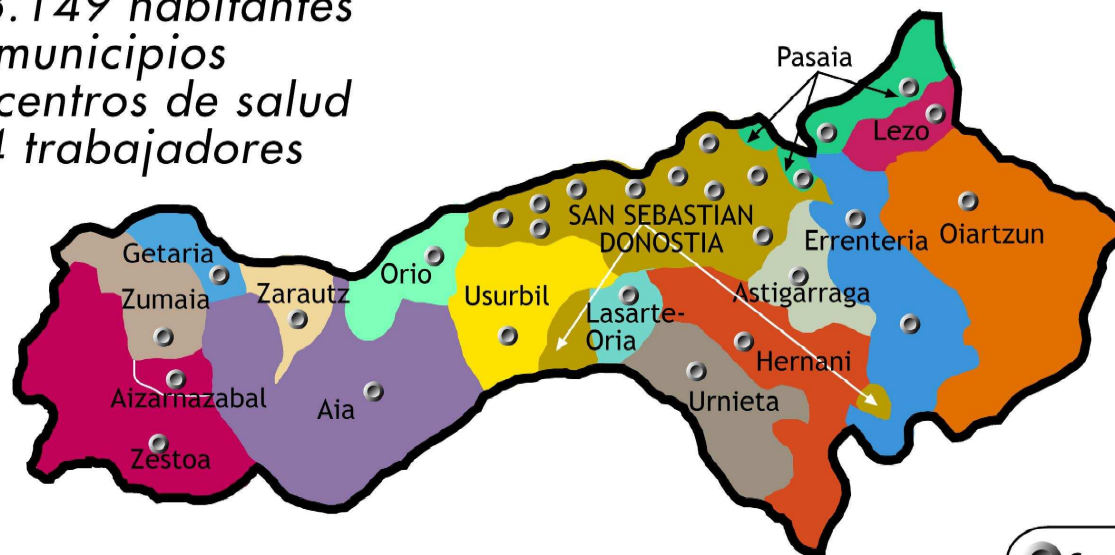 .149 habitantes
municipios
centros de salud
trabajadores
Pasaia
Lezo
SAN SEBASTIAN
DONOSTIA
Errenteria
Oiartzun
Getaria
Orio
Zumaia
Zarautz
Usurbil
Astigarraga
Lasarte-
Oria
Hernani
Aizarnazabal
Aia
Urnieta
Zestoa